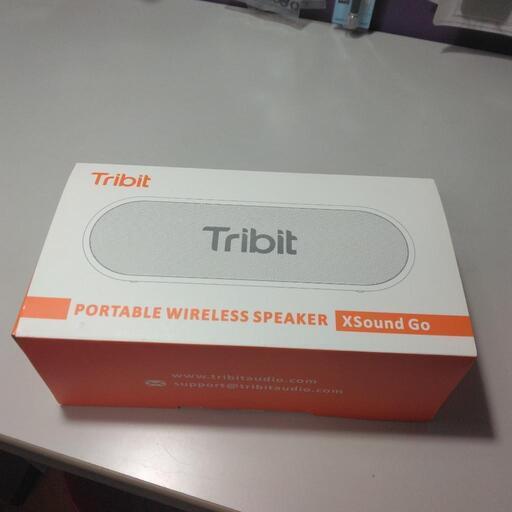 Tribit
Tribit
PORTABLE WIRELESS SPEAKER XSound Go
www.tribitaudio.com
support@tribitaudio.com